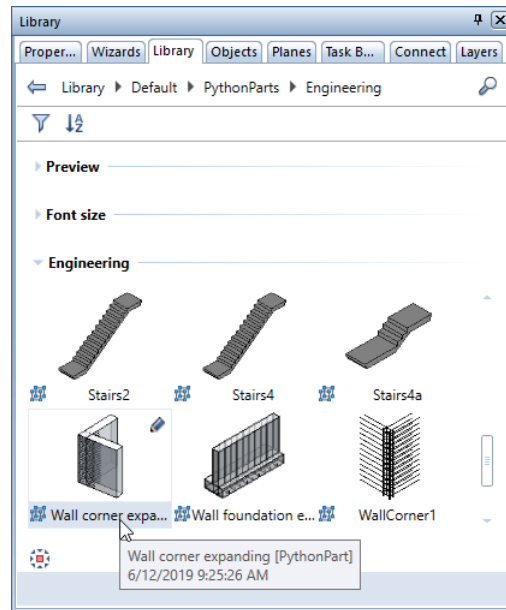 Library
Proper... Wizards Library Objects Planes Task B... Connect Layers
Library Default PythonParts Engineering
Preview
Font size
Engineering
Stairs2 Stairs4 Stairs4a
Wall corner expa... Wall foundation e... WallCorner1
Wall corner expanding [PythonPart]
6/12/2019 9:25:26 AM